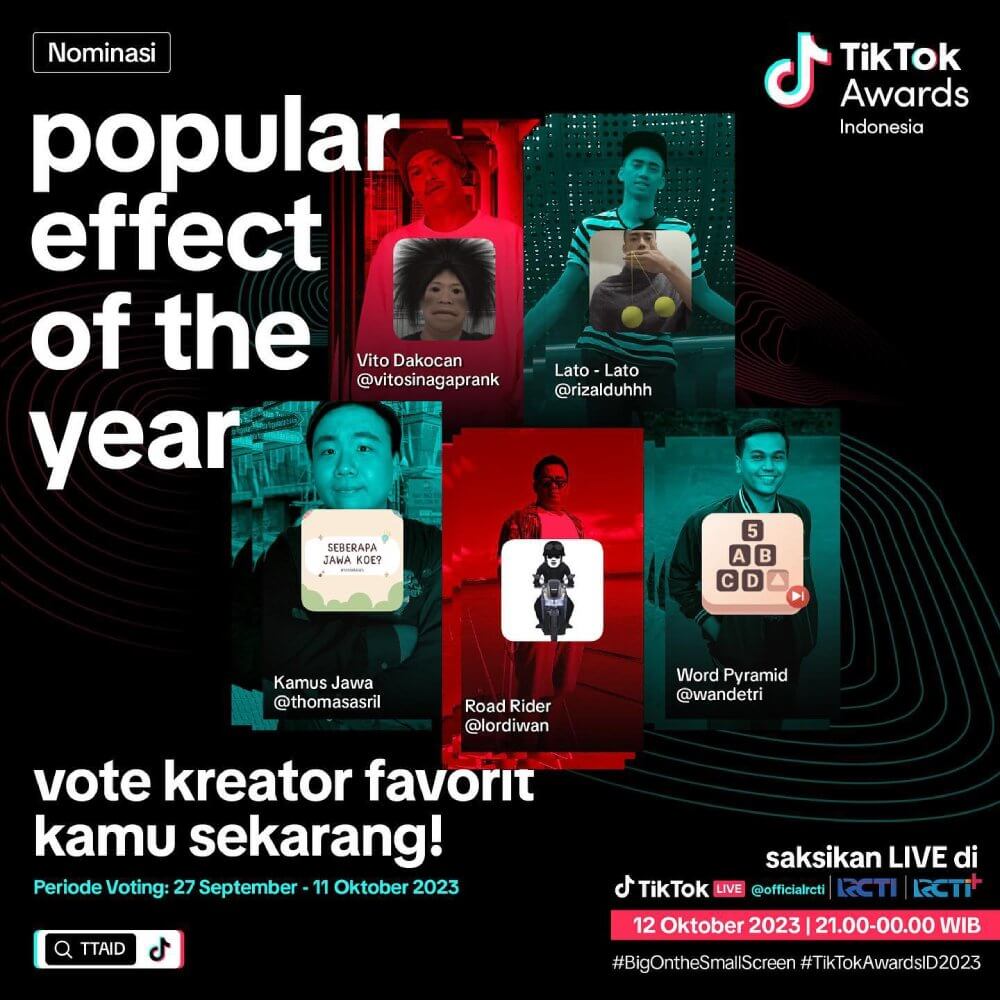 Nominasi
TikTok
Awards
Indonesia
popular
effect
of the
year
Vito Dakocan
@vitosinagaprank
Lato - Lato
@rizalduhhh
SEBERAPA
JAWA KOE?
Kamus Jawa
@thomasasril
Road Rider
@lordiwan
5
A B
C D
Word Pyramid
@wandetri
vote kreator favorit
kamu sekarang!
Periode Voting: 27 September - 11 Oktober 2023
TTAID
saksikan LIVE di
TikTok LIVE @officialrcti | RCTI | RCTI+
12 Oktober 2023 | 21.00-00.00 WIB
#BigOntheSmallScreen #TikTokAwardsID2023